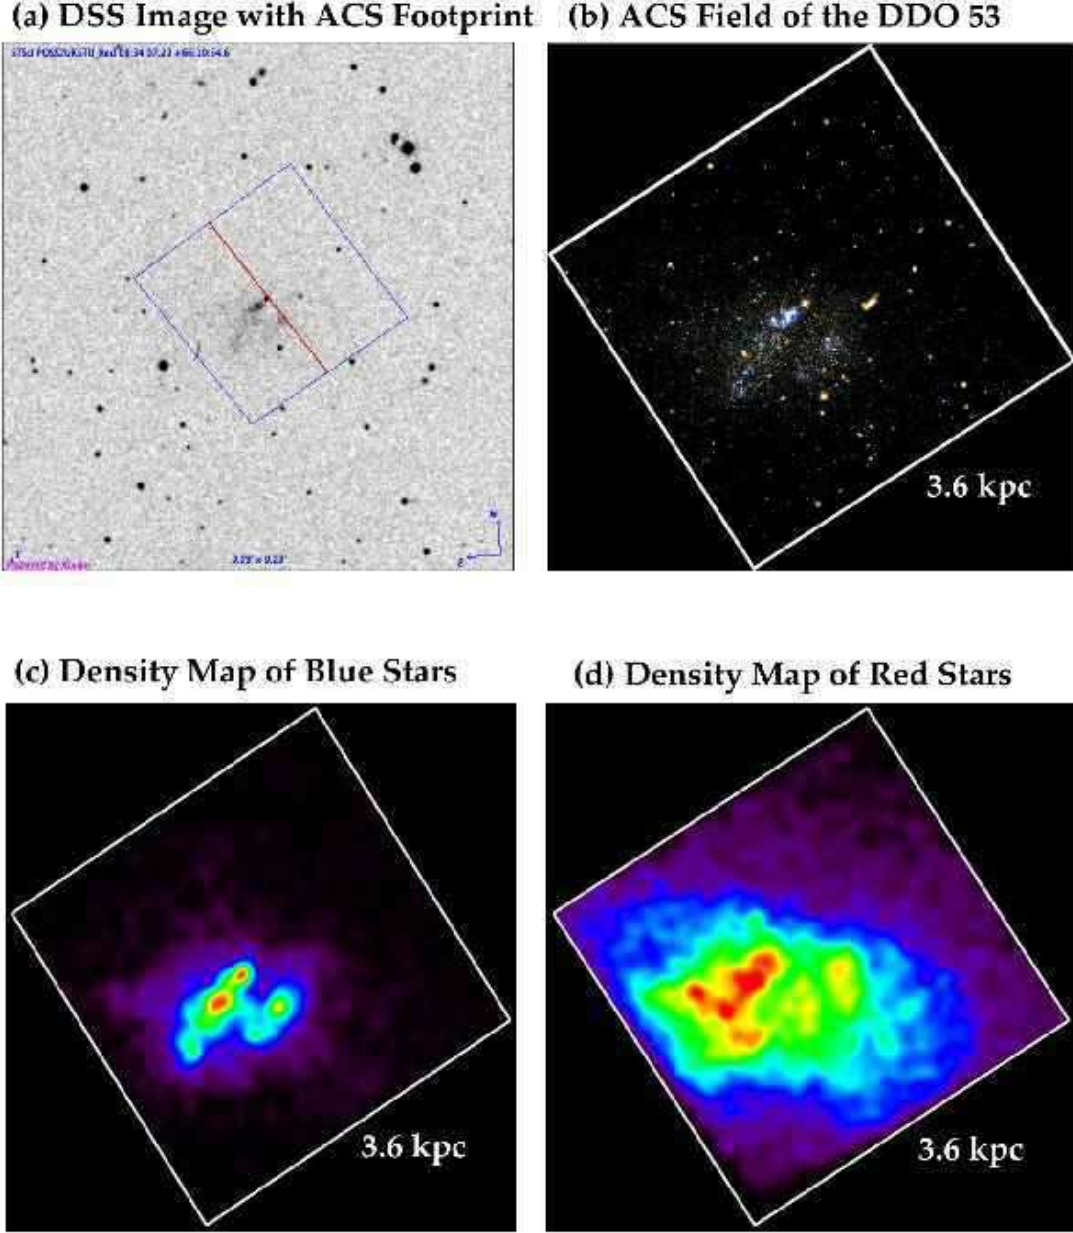 (a) DSS Image with ACS Footprint
(b) ACS Field of the DDO 53
N
E
3.6 kpc
(c) Density Map of Blue Stars
(d) Density Map of Red Stars
3.6 kpc
3.6 kpc